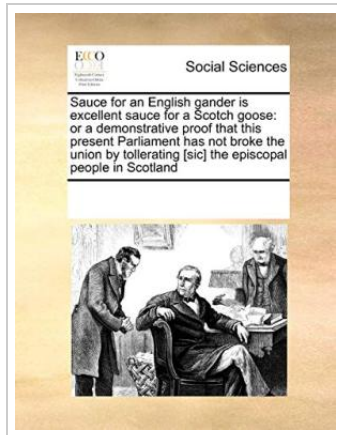 ECCO
Social Sciences
Sauce for an English gander is
excellent sauce for a Scotch goose:
or a demonstrative proof that this
present Parliament has not broke the
union by tollerating [sic] the episcopal
people in Scotland